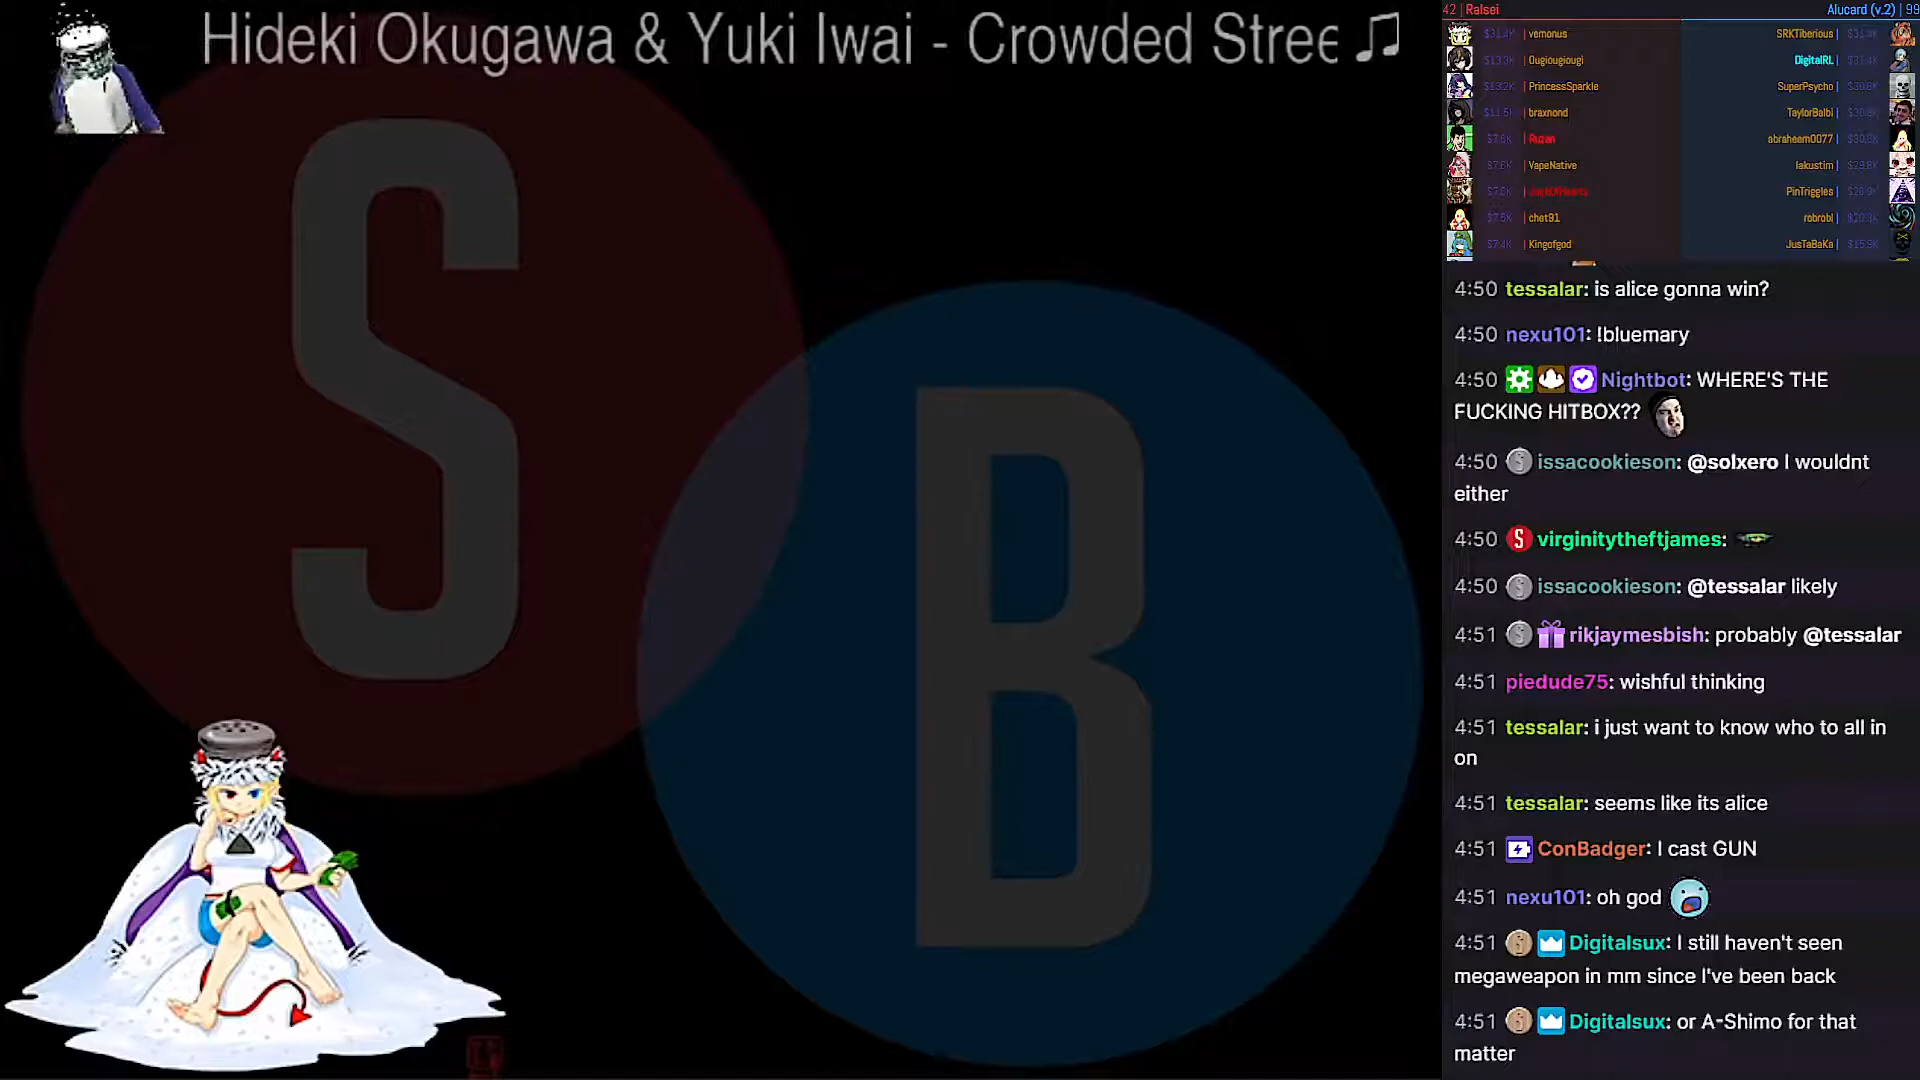 Hideki Okugawa & Yuki Iwai - Crowded Stree
S
B
42 | Ralsei
Alucard (v.2) | 99
vemonus
SRKTiberious
Ougiougiougi
DigitalRL
PrincessSparkle
SuperPsycho
braxnond
TaylorBalbi
Ruzan
abraheem0077
VapeNative
lakustim
JackOfHearts
PinTriggles
chet91
robrobl
Kingofgod
JusTaBaKa
4:50 tessalar: is alice gonna win?
4:50 nexu101: !bluemary
4:50 Nightbot: WHERE'S THE
FUCKING HITBOX??
4:50 issacookieson: @solxero I wouldnt
either
4:50 virginitytheftjames:
4:50 issacookieson: @tessalar likely
4:51 rikjaymesbish: probably @tessalar
4:51 piedude75: wishful thinking
4:51 tessalar: i just want to know who to all in
on
4:51 tessalar: seems like its alice
4:51 ConBadger: I cast GUN
4:51 nexu101: oh god
4:51 Digitalsux: I still haven't seen
megaweapon in mm since I've been back
4:51 Digitalsux: or A-Shimo for that
matter